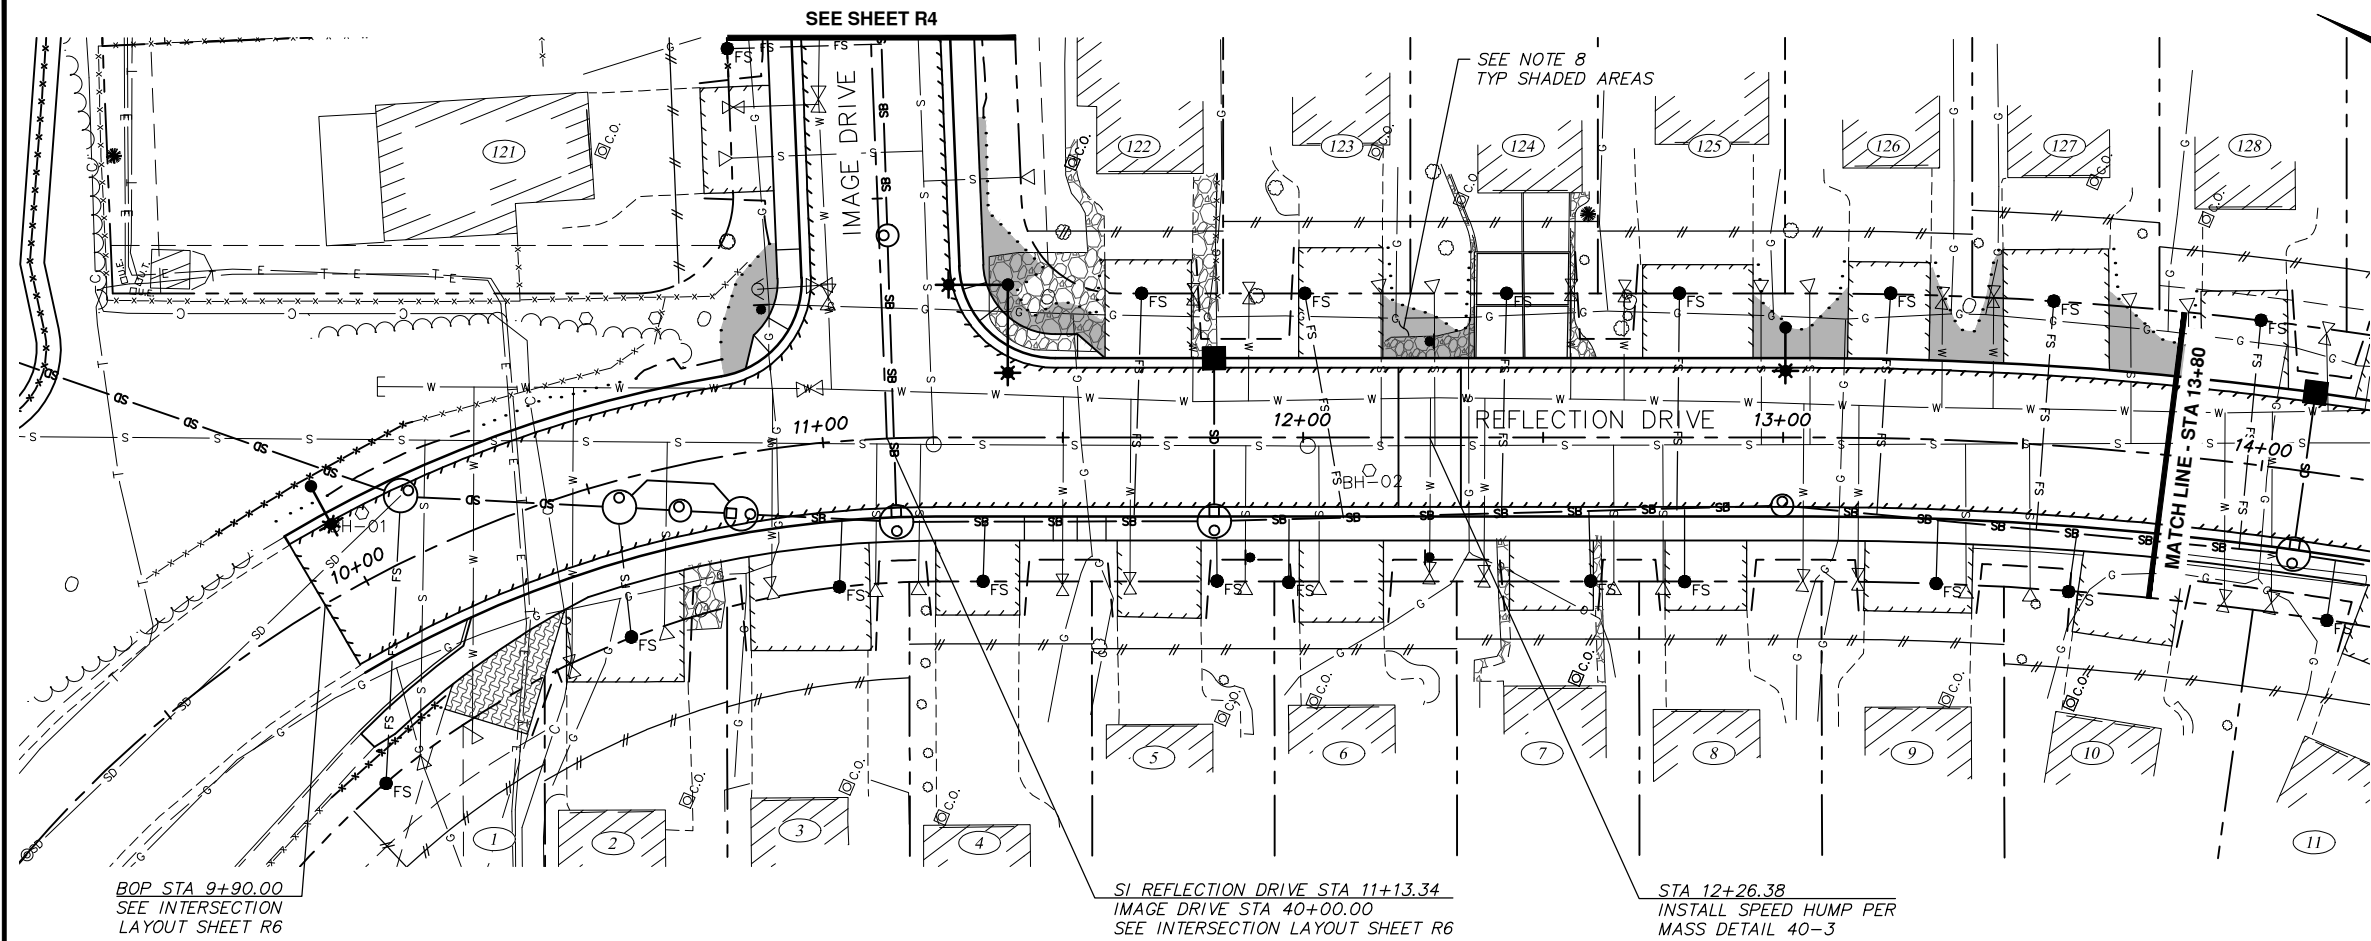 SEE SHEET R4
SEE NOTE 8
TYP SHADED AREAS
IMAGE DRIVE
121
122
123
124
125
126
127
128
C.O.
FS
REFLECTION DRIVE
10+00
11+00
12+00
13+00
14+00
MATCH LINE - STA 13+80
BH-01
BH-02
SD
SB
1
2
3
4
5
6
7
8
9
10
11
BOP STA 9+90.00
SEE INTERSECTION
LAYOUT SHEET R6
SI REFLECTION DRIVE STA 11+13.34
IMAGE DRIVE STA 40+00.00
SEE INTERSECTION LAYOUT SHEET R6
STA 12+26.38
INSTALL SPEED HUMP PER
MASS DETAIL 40-3